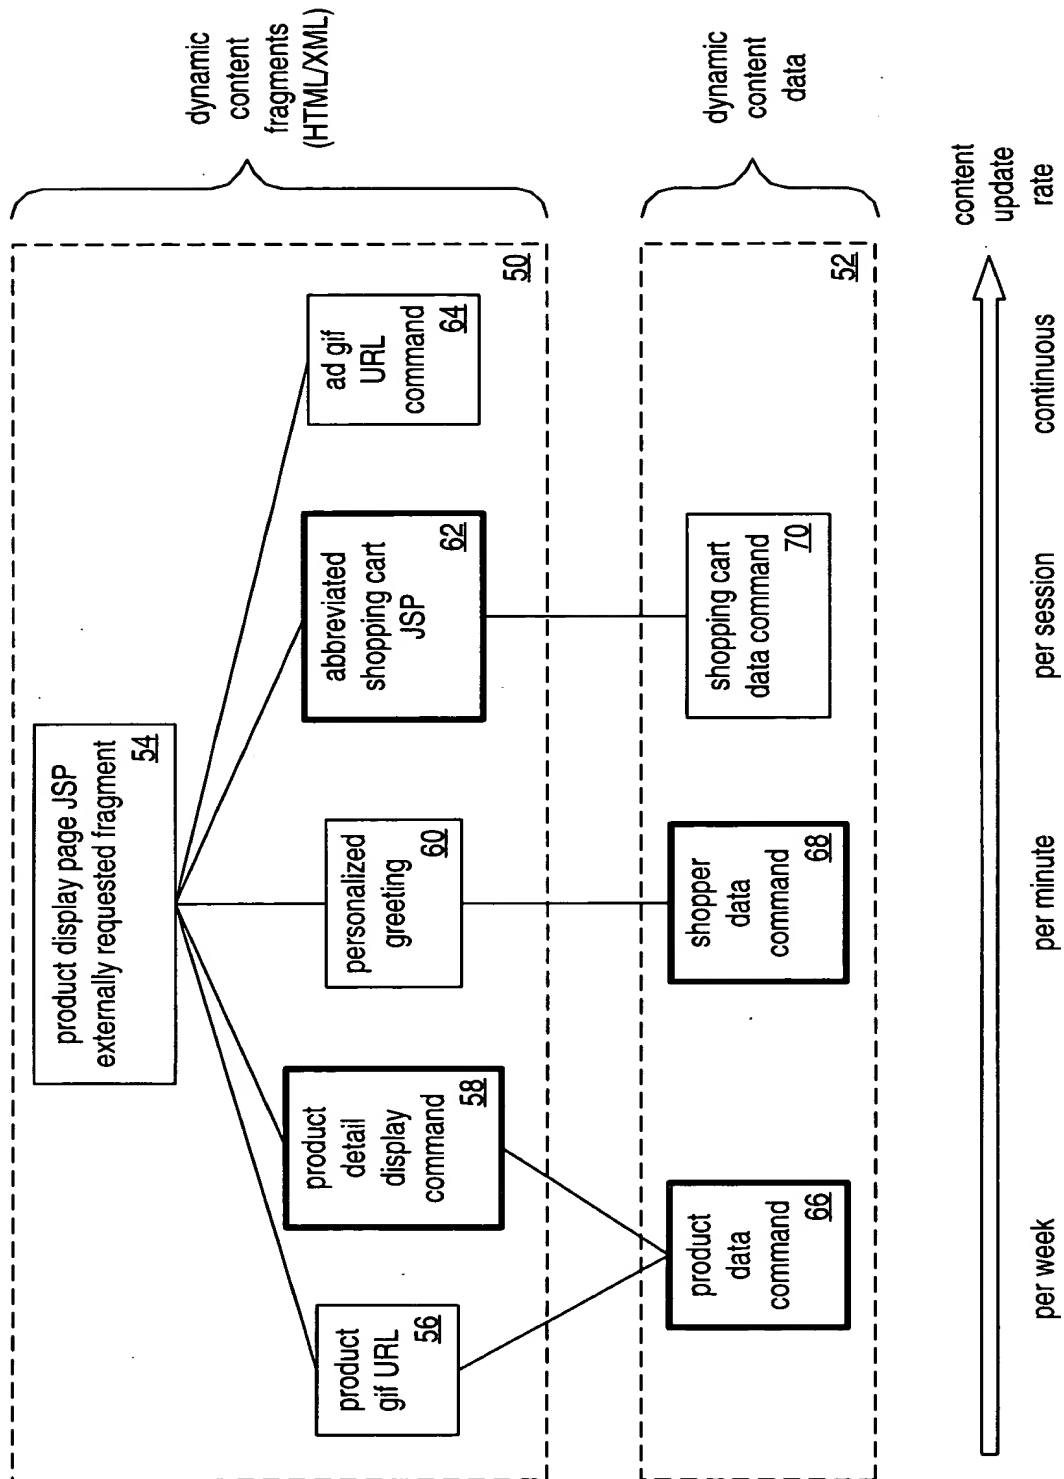 product display page JSP
externally requested fragment
54
product
gif URL
56
product
detail
display
command
58
personalized
greeting
60
abbreviated
shopping cart
JSP
62
ad gif
URL
command
64
50
dynamic
content
fragments
(HTML/XML)
product
data
command
66
shopper
data
command
68
shopping cart
data command
70
52
dynamic
content
data
per week
per minute
per session
continuous
content
update
rate